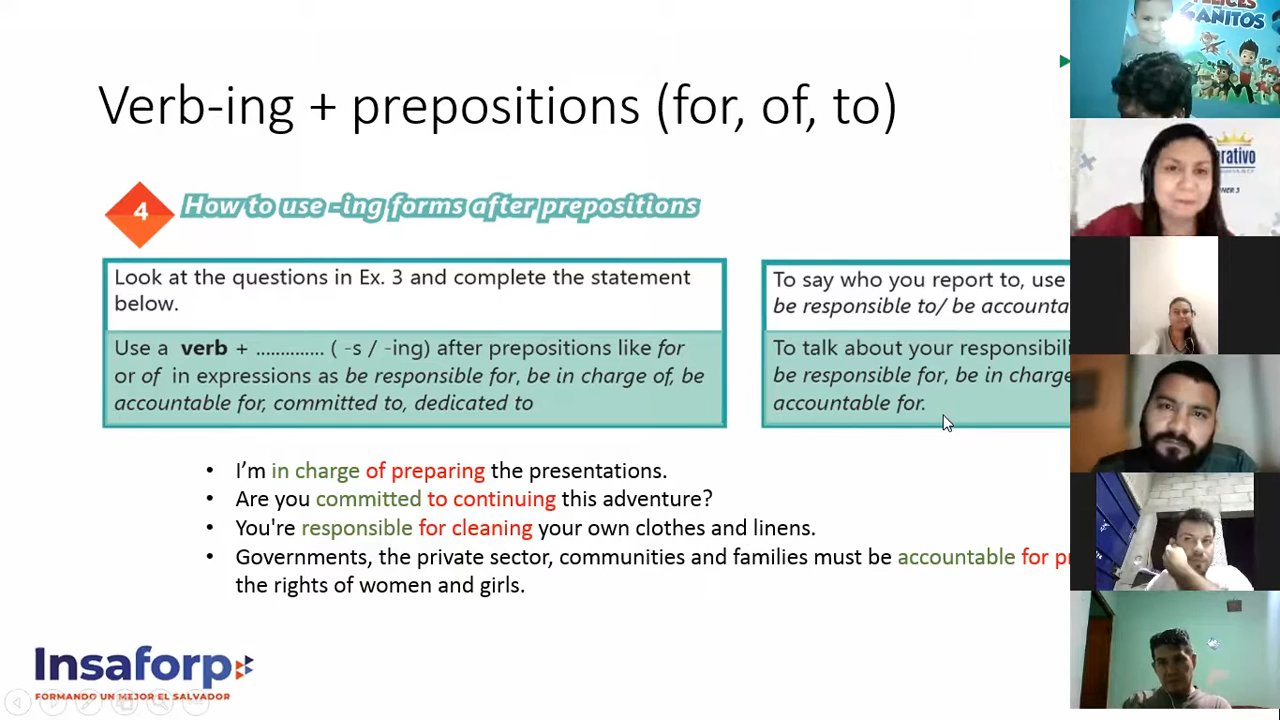 Verb-ing + prepositions (for, of, to)
4
How to use -ing forms after prepositions
Look at the questions in Ex. 3 and complete the statement
below.
Use a verb + .............. ( -s / -ing) after prepositions like for
or of in expressions as be responsible for, be in charge of, be
accountable for, committed to, dedicated to
To say who you report to, use
be responsible to/ be accounta
To talk about your responsibili
be responsible for, be in charge
accountable for.
• I'm in charge of preparing the presentations.
• Are you committed to continuing this adventure?
• You're responsible for cleaning your own clothes and linens.
• Governments, the private sector, communities and families must be accountable for p
the rights of women and girls.
Insaforp
FORMANDO UN MEJOR EL SALVADOR
AÑITOS
rativo